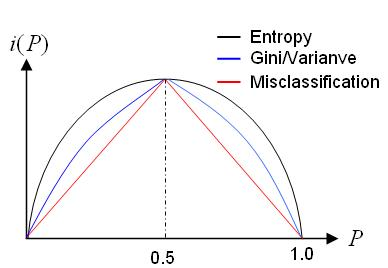 i(P)
Entropy
Gini/Varianve
Misclassification
P
0.5
1.0